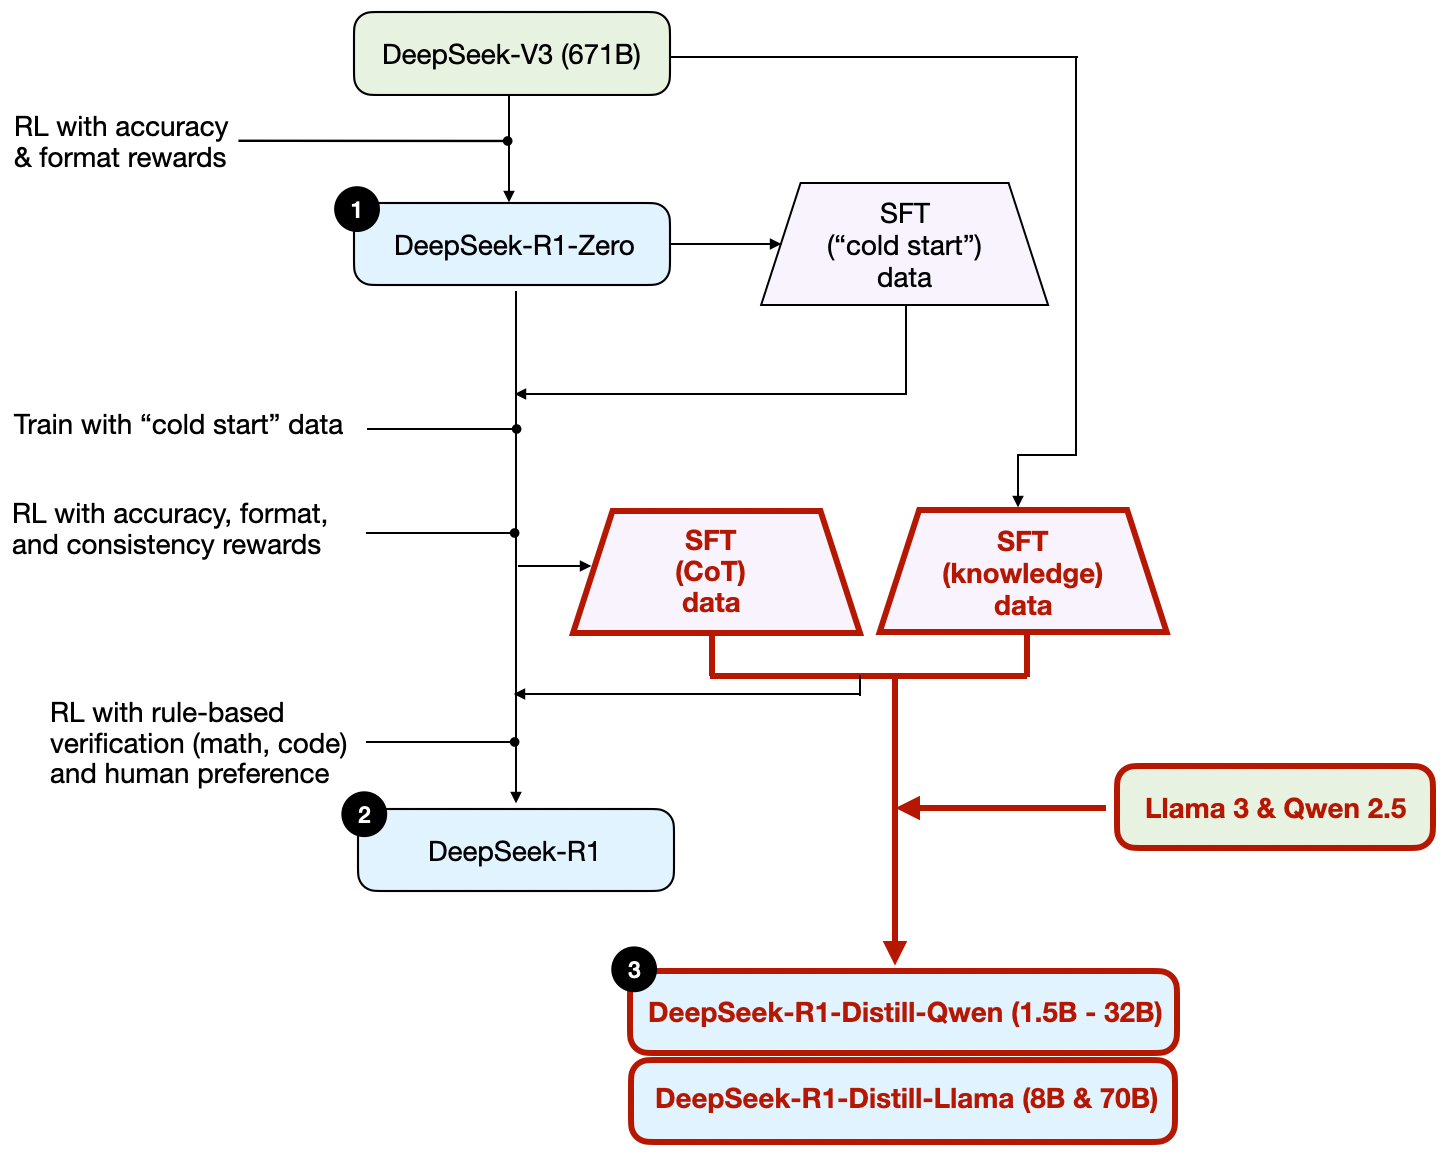 DeepSeek-V3 (671B)
RL with accuracy
& format rewards
1
DeepSeek-R1-Zero
SFT
(“cold start”)
data
Train with “cold start” data
RL with accuracy, format,
and consistency rewards
SFT
(CoT)
data
SFT
(knowledge)
data
RL with rule-based
verification (math, code)
and human preference
2
DeepSeek-R1
Llama 3 & Qwen 2.5
3
DeepSeek-R1-Distill-Qwen (1.5B - 32B)
DeepSeek-R1-Distill-Llama (8B & 70B)